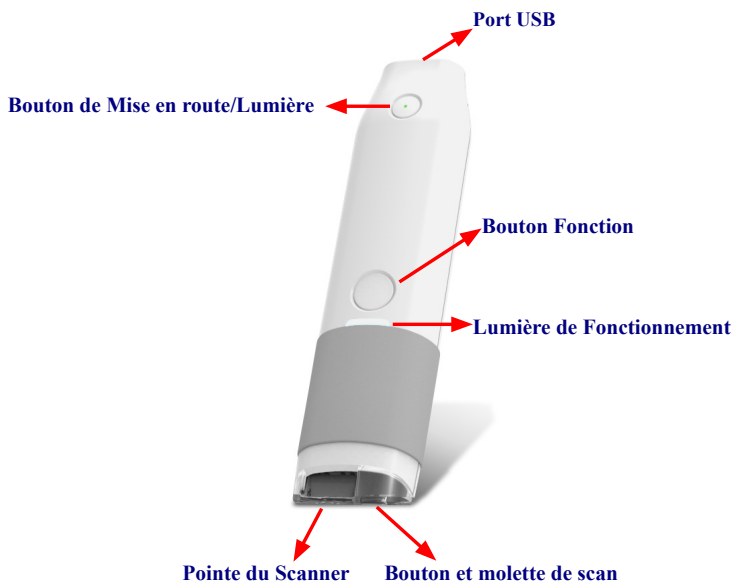 Port USB
Bouton de Mise en route/Lumière
Bouton Fonction
Lumière de Fonctionnement
Pointe du Scanner
Bouton et molette de scan